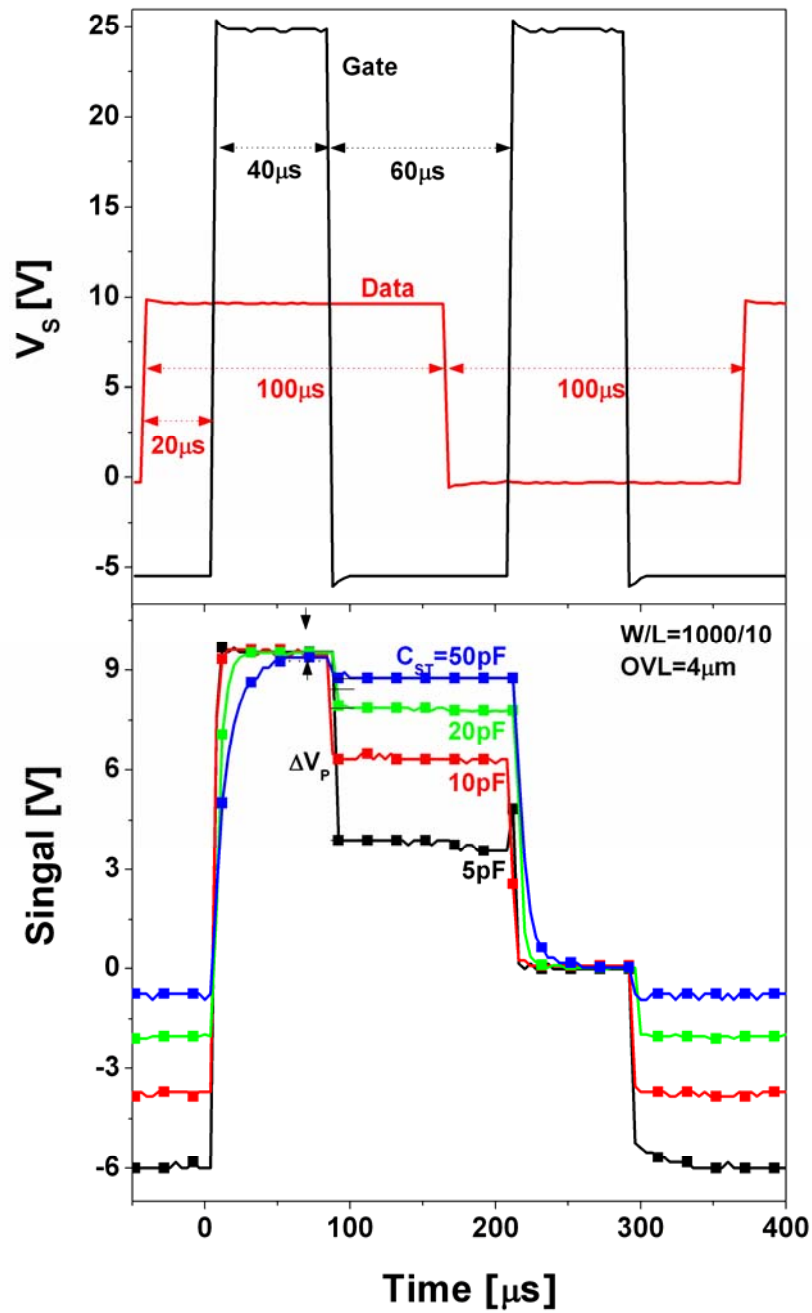 25
20
15
10
5
0
-5
V_S [V]
Gate
40μs
60μs
Data
100μs
100μs
20μs
9
6
3
0
-3
-6
Singal [V]
W/L=1000/10
OVL=4μm
C_ST=50pF
20pF
10pF
5pF
ΔV_P
0
100
200
300
400
Time [μs]